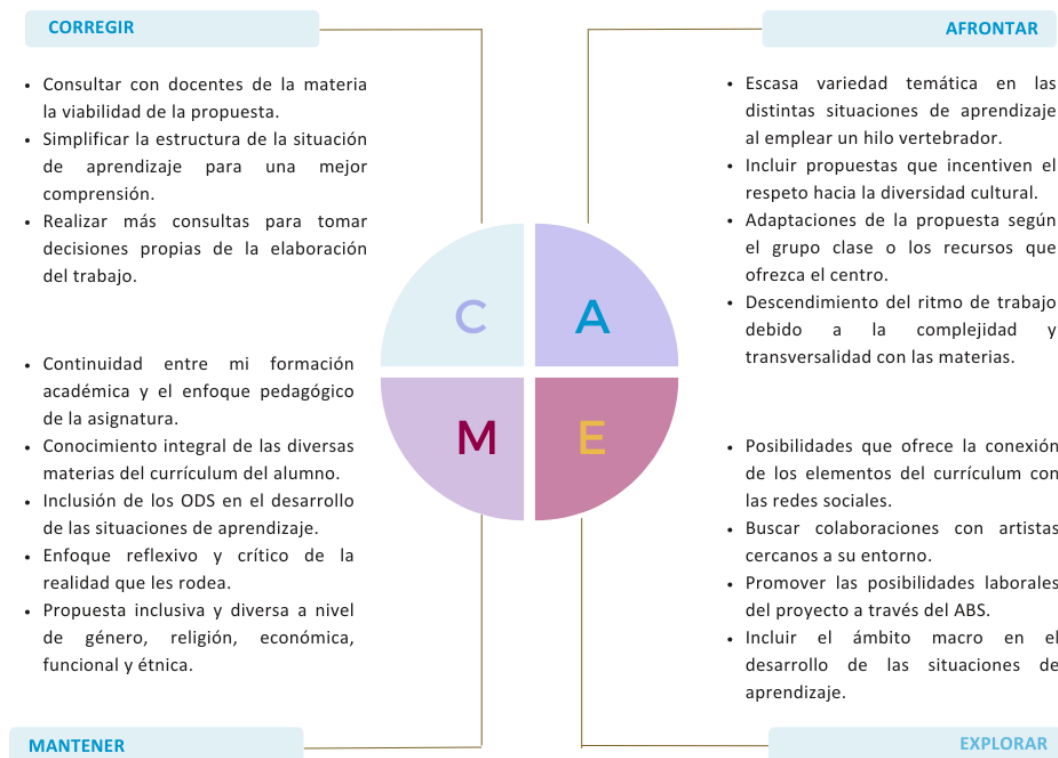 CORREGIR
• Consultar con docentes de la materia
la viabilidad de la propuesta.
• Simplificar la estructura de la situación
de aprendizaje para una mejor
comprensión.
• Realizar más consultas para tomar
decisiones propias de la elaboración
del trabajo.
AFRONTAR
• Escasa variedad temática en las
distintas situaciones de aprendizaje
al emplear un hilo vertebrador.
• Incluir propuestas que incentiven el
respeto hacia la diversidad cultural.
• Adaptaciones de la propuesta según
el grupo clase o los recursos que
ofrezca el centro.
• Descendimiento del ritmo de trabajo
debido a la complejidad y
transversalidad con las materias.
C
A
M
E
• Continuidad entre mi formación
académica y el enfoque pedagógico
de la asignatura.
• Conocimiento integral de las diversas
materias del currículum del alumno.
• Inclusión de los ODS en el desarrollo
de las situaciones de aprendizaje.
• Enfoque reflexivo y crítico de la
realidad que les rodea.
• Propuesta inclusiva y diversa a nivel
de género, religión, económica,
funcional y étnica.
MANTENER
• Posibilidades que ofrece la conexión
de los elementos del currículum con
las redes sociales.
• Buscar colaboraciones con artistas
cercanos a su entorno.
• Promover las posibilidades laborales
del proyecto a través del ABS.
• Incluir el ámbito macro en el
desarrollo de las situaciones de
aprendizaje.
EXPLORAR